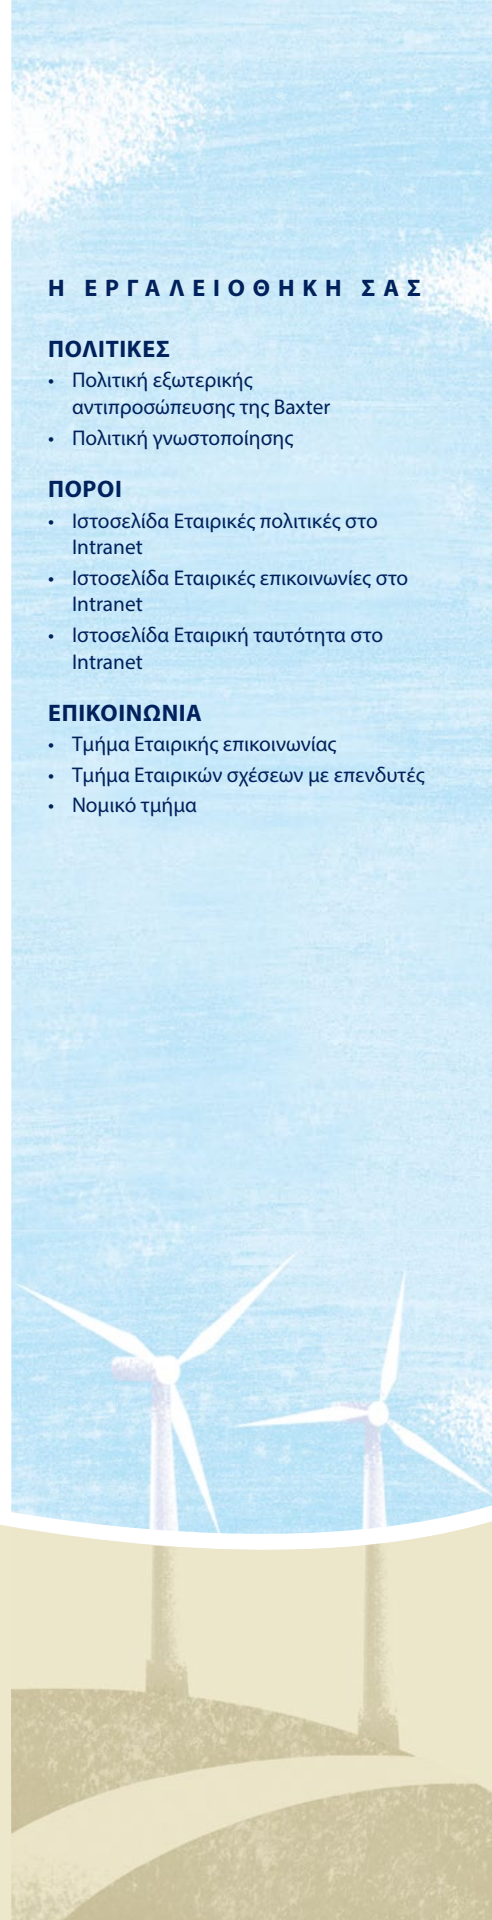 Η ΕΡΓΑΛΕΙΟΘΗΚΗ ΣΑΣ
ΠΟΛΙΤΙΚΕΣ
• Πολιτική εξωτερικής
αντιπροσώπευσης της Baxter
• Πολιτική γνωστοποίησης
ΠΟΡΟΙ
• Ιστοσελίδα Εταιρικές πολιτικές στο
Intranet
• Ιστοσελίδα Εταιρικές επικοινωνίες στο
Intranet
• Ιστοσελίδα Εταιρική ταυτότητα στο
Intranet
ΕΠΙΚΟΙΝΩΝΙΑ
• Τμήμα Εταιρικής επικοινωνίας
• Τμήμα Εταιρικών σχέσεων με επενδυτές
• Νομικό τμήμα